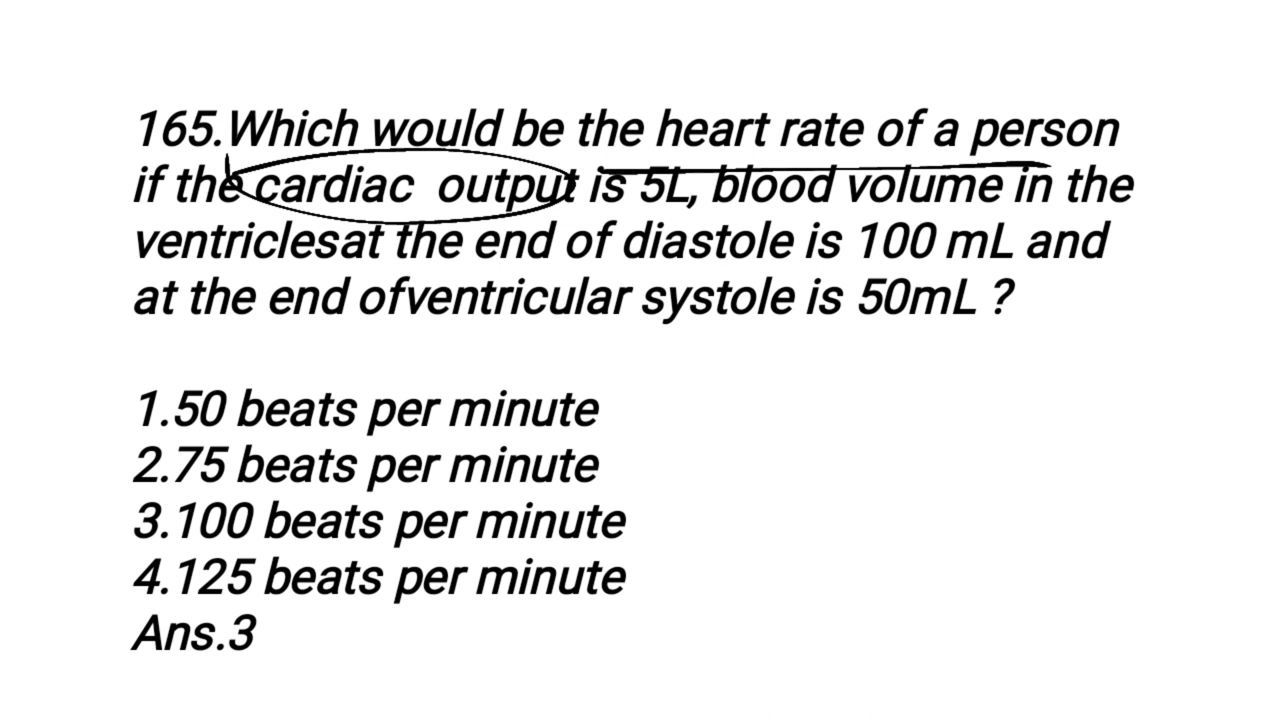 165.Which would be the heart rate of a person
if the cardiac output is 5L, blood volume in the
ventriclesat the end of diastole is 100 mL and
at the end ofventricular systole is 50mL ?
1.50 beats per minute
2.75 beats per minute
3.100 beats per minute
4.125 beats per minute
Ans.3